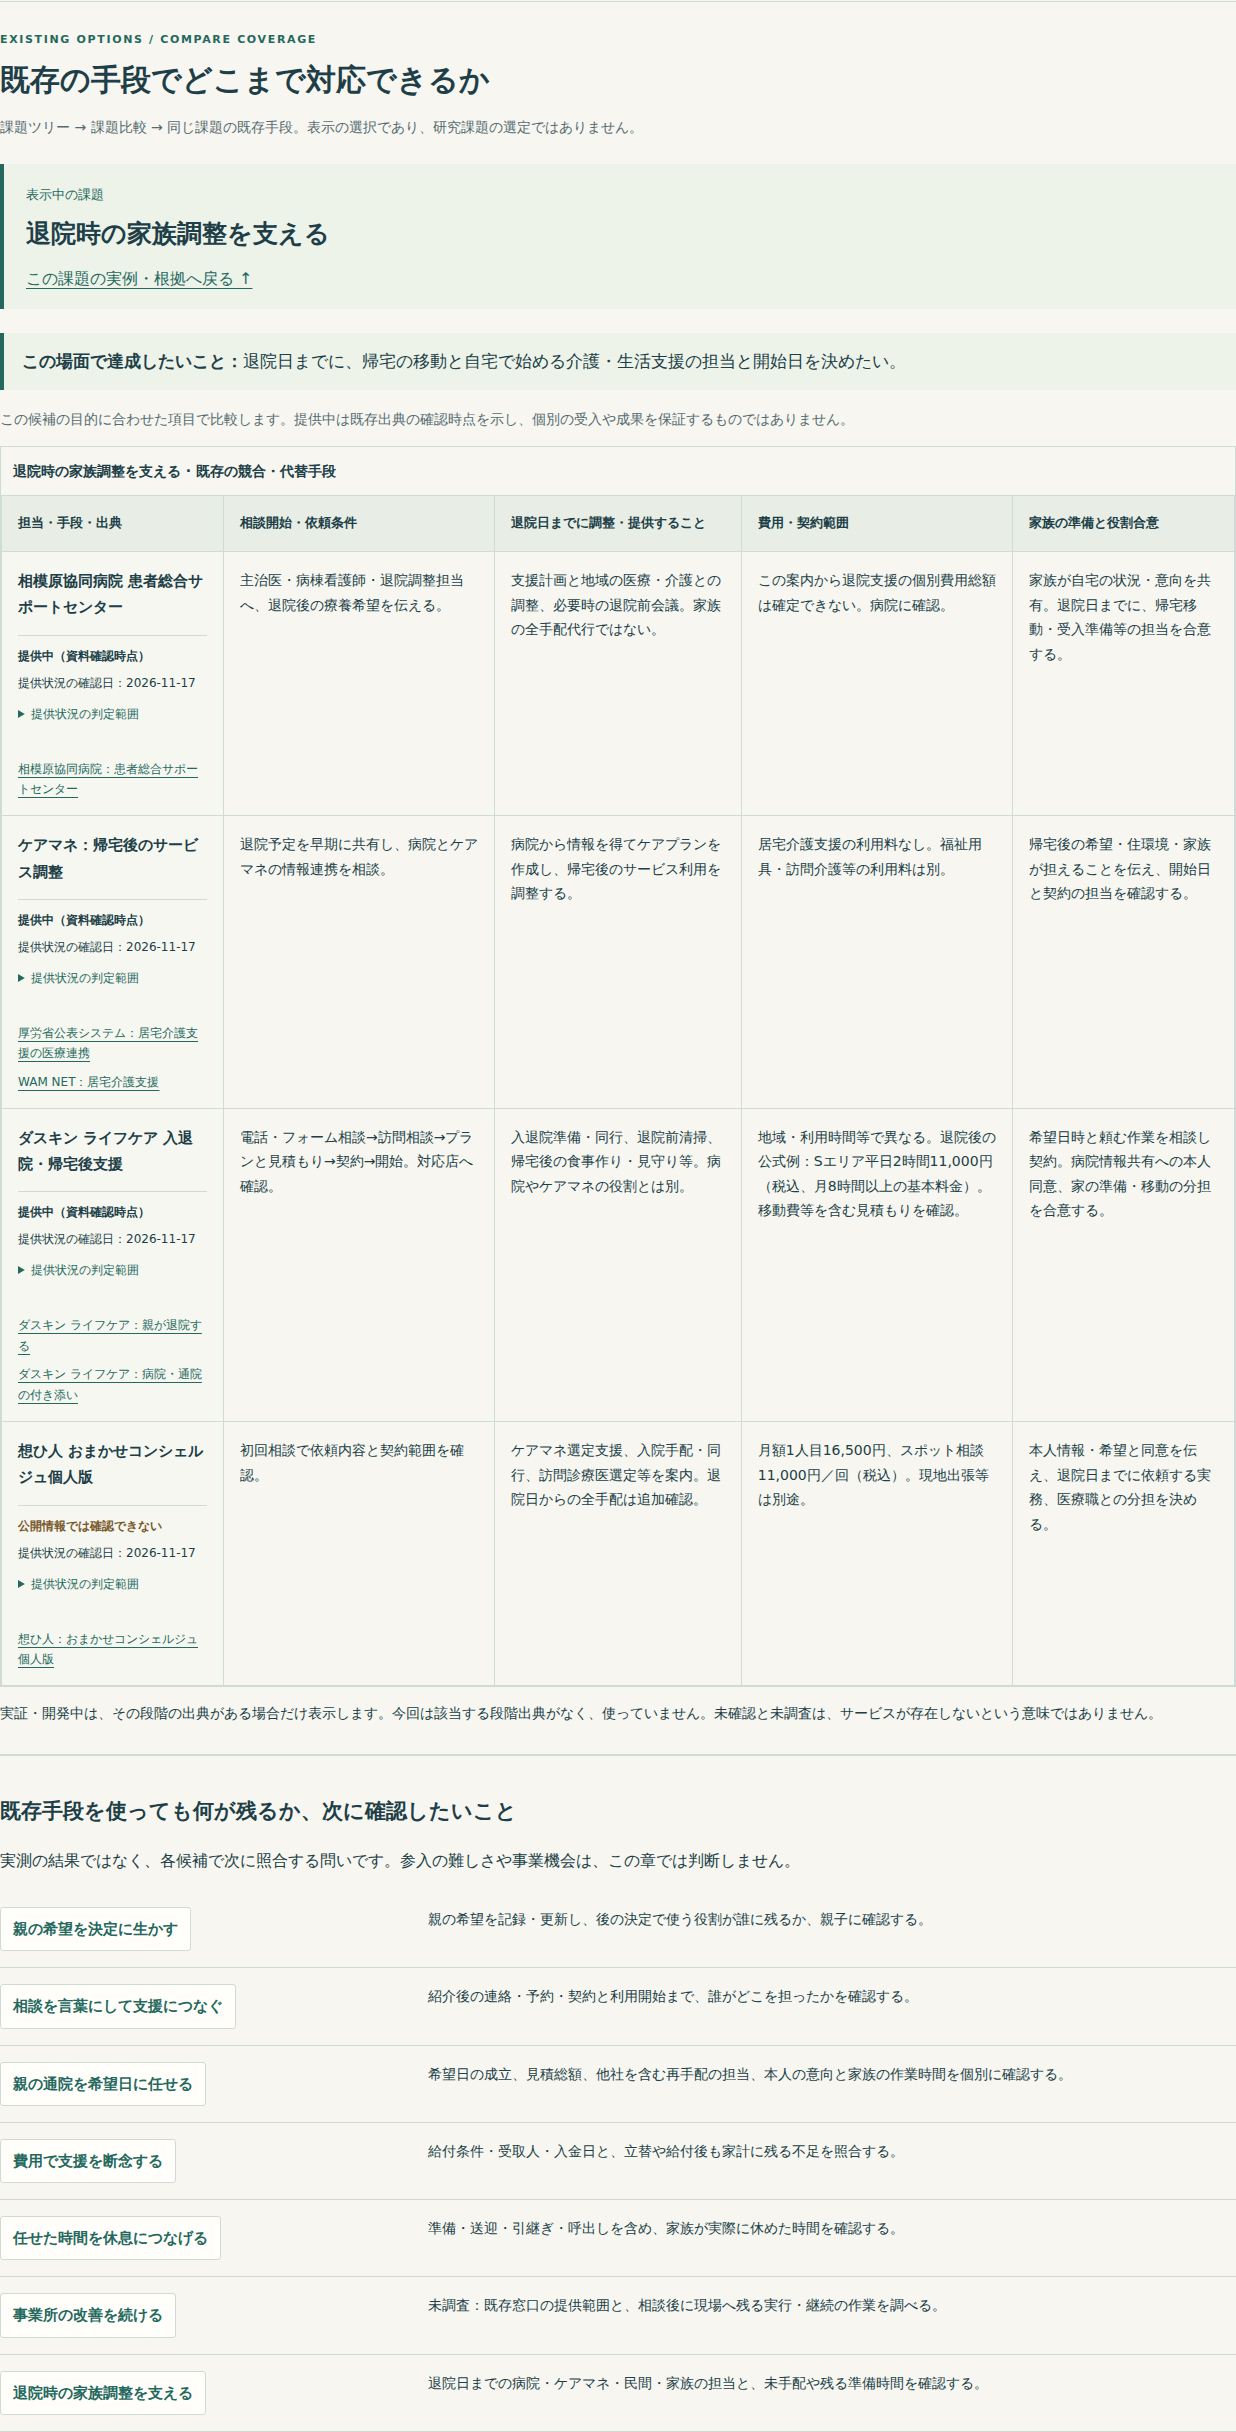 EXISTING OPTIONS / COMPARE COVERAGE
既存の手段でどこまで対応できるか
課題ツリー → 課題比較 → 同じ課題の既存手段。表示の選択であり、研究課題の選定ではありません。
表示中の課題
退院時の家族調整を支える
この課題の実例・根拠へ戻る ↑
この場面で達成したいこと：退院日までに、帰宅の移動と自宅で始める介護・生活支援の担当と開始日を決めたい。
この候補の目的に合わせた項目で比較します。提供中は既存出典の確認時点を示し、個別の受入や成果を保証するものではありません。
退院時の家族調整を支える・既存の競合・代替手段
担当・手段・出典
相談開始・依頼条件
退院日までに調整・提供すること
費用・契約範囲
家族の準備と役割合意
相模原協同病院 患者総合サ
ポートセンター
提供中（資料確認時点）
提供状況の確認日：2026-11-17
▶ 提供状況の判定範囲
相模原協同病院：患者総合サポー
トセンター
主治医・病棟看護師・退院調整担当
へ、退院後の療養希望を伝える。
支援計画と地域の医療・介護との
調整、必要時の退院前会議。家族
の全手配代行ではない。
この案内から退院支援の個別費用総額
は確定できない。病院に確認。
家族が自宅の状況・意向を共
有。退院日までに、帰宅移
動・受入準備等の担当を合意
する。
ケアマネ：帰宅後のサービ
ス調整
提供中（資料確認時点）
提供状況の確認日：2026-11-17
▶ 提供状況の判定範囲
厚労省公表システム：居宅介護支
援の医療連携
WAM NET：居宅介護支援
退院予定を早期に共有し、病院とケア
マネの情報連携を相談。
病院から情報を得てケアプランを
作成し、帰宅後のサービス利用を
調整する。
居宅介護支援の利用料なし。福祉用
具・訪問介護等の利用料は別。
帰宅後の希望・住環境・家族
が担えることを伝え、開始日
と契約の担当を確認する。
ダスキン ライフケア 入退
院・帰宅後支援
提供中（資料確認時点）
提供状況の確認日：2026-11-17
▶ 提供状況の判定範囲
ダスキン ライフケア：親が退院す
る
ダスキン ライフケア：病院・通院
の付き添い
電話・フォーム相談→訪問相談→プラ
ンと見積もり→契約→開始。対応店へ
確認。
入退院準備・同行、退院前清掃、
帰宅後の食事作り・見守り等。病
院やケアマネの役割とは別。
地域・利用時間等で異なる。退院後の
公式例：Sエリア平日2時間11,000円
（税込、月8時間以上の基本料金）。
移動費等を含む見積もりを確認。
希望日時と頼む作業を相談し
契約。病院情報共有への本人
同意、家の準備・移動の分担
を合意する。
想ひ人 おまかせコンシェル
ジュ個人版
公開情報では確認できない
提供状況の確認日：2026-11-17
▶ 提供状況の判定範囲
想ひ人：おまかせコンシェルジュ
個人版
初回相談で依頼内容と契約範囲を確
認。
ケアマネ選定支援、入院手配・同
行、訪問診療医選定等を案内。退
院日からの全手配は追加確認。
月額1人目16,500円、スポット相談
11,000円／回（税込）。現地出張等
は別途。
本人情報・希望と同意を伝
え、退院日までに依頼する実
務、医療職との分担を決め
る。
実証・開発中は、その段階の出典がある場合だけ表示します。今回は該当する段階出典がなく、使っていません。未確認と未調査は、サービスが存在しないという意味ではありません。
既存手段を使っても何が残るか、次に確認したいこと
実測の結果ではなく、各候補で次に照合する問いです。参入の難しさや事業機会は、この章では判断しません。
親の希望を決定に生かす
親の希望を記録・更新し、後の決定で使う役割が誰に残るか、親子に確認する。
相談を言葉にして支援につなぐ
紹介後の連絡・予約・契約と利用開始まで、誰がどこを担ったかを確認する。
親の通院を希望日に任せる
希望日の成立、見積総額、他社を含む再手配の担当、本人の意向と家族の作業時間を個別に確認する。
費用で支援を断念する
給付条件・受取人・入金日と、立替や給付後も家計に残る不足を照合する。
任せた時間を休息につなげる
準備・送迎・引継ぎ・呼出しを含め、家族が実際に休めた時間を確認する。
事業所の改善を続ける
未調査：既存窓口の提供範囲と、相談後に現場へ残る実行・継続の作業を調べる。
退院時の家族調整を支える
退院日までの病院・ケアマネ・民間・家族の担当と、未手配や残る準備時間を確認する。